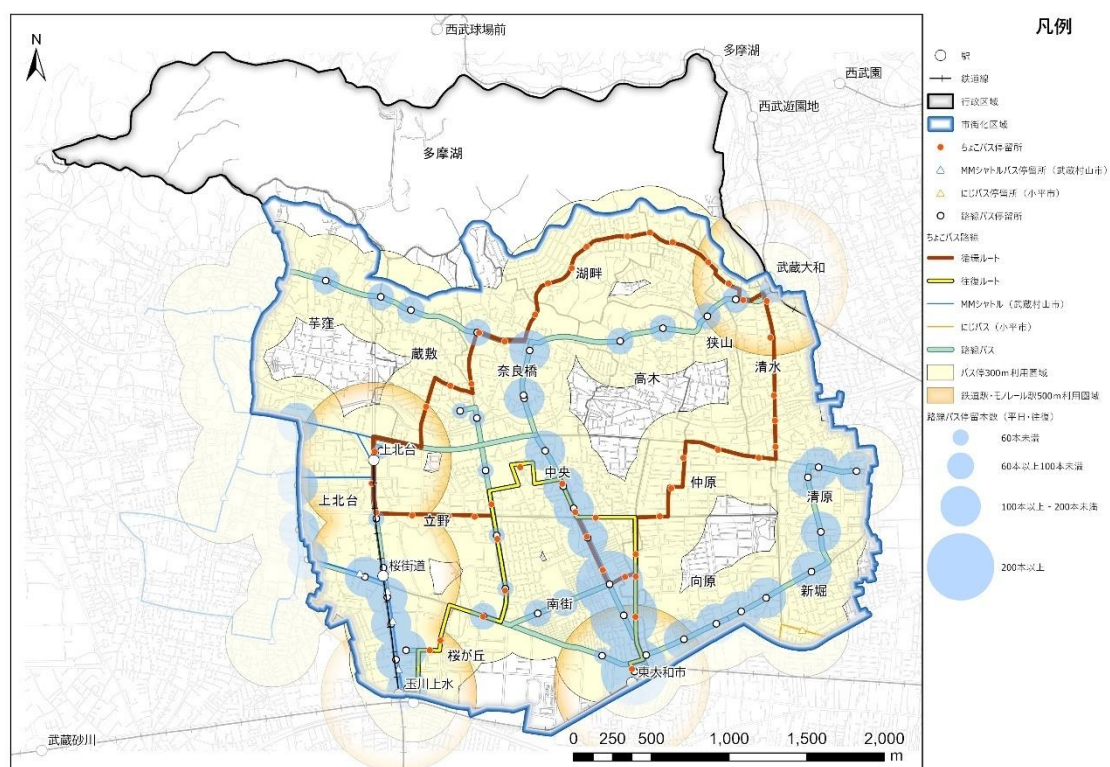 西武球場前
N
多摩湖
西武園
西武遊園地
多摩湖
武蔵大和
湖畔
芋窪
蔵敷
奈良橋
狭山
清水
高木
上北台
中央
仲原
清原
上北台
立野
桜街道
向原
新堀
南街
桜が丘
玉川上水
東大和市
武蔵砂川
0 250 500 1,000 1,500 2,000
m
凡例
駅
鉄道線
行政区域
市街化区域
ちょこバス停留所
MMシャトルバス停留所（武蔵村山市）
にじバス停留所（小平市）
路線バス停留所
ちょこバス路線
循環ルート
往復ルート
MMシャトル（武蔵村山市）
にじバス（小平市）
路線バス
バス停300m利用圏域
鉄道駅・モノレール駅500m利用圏域
路線バス停留本数（平日・往復）
60本未満
60本以上100本未満
100本以上・200本未満
200本以上